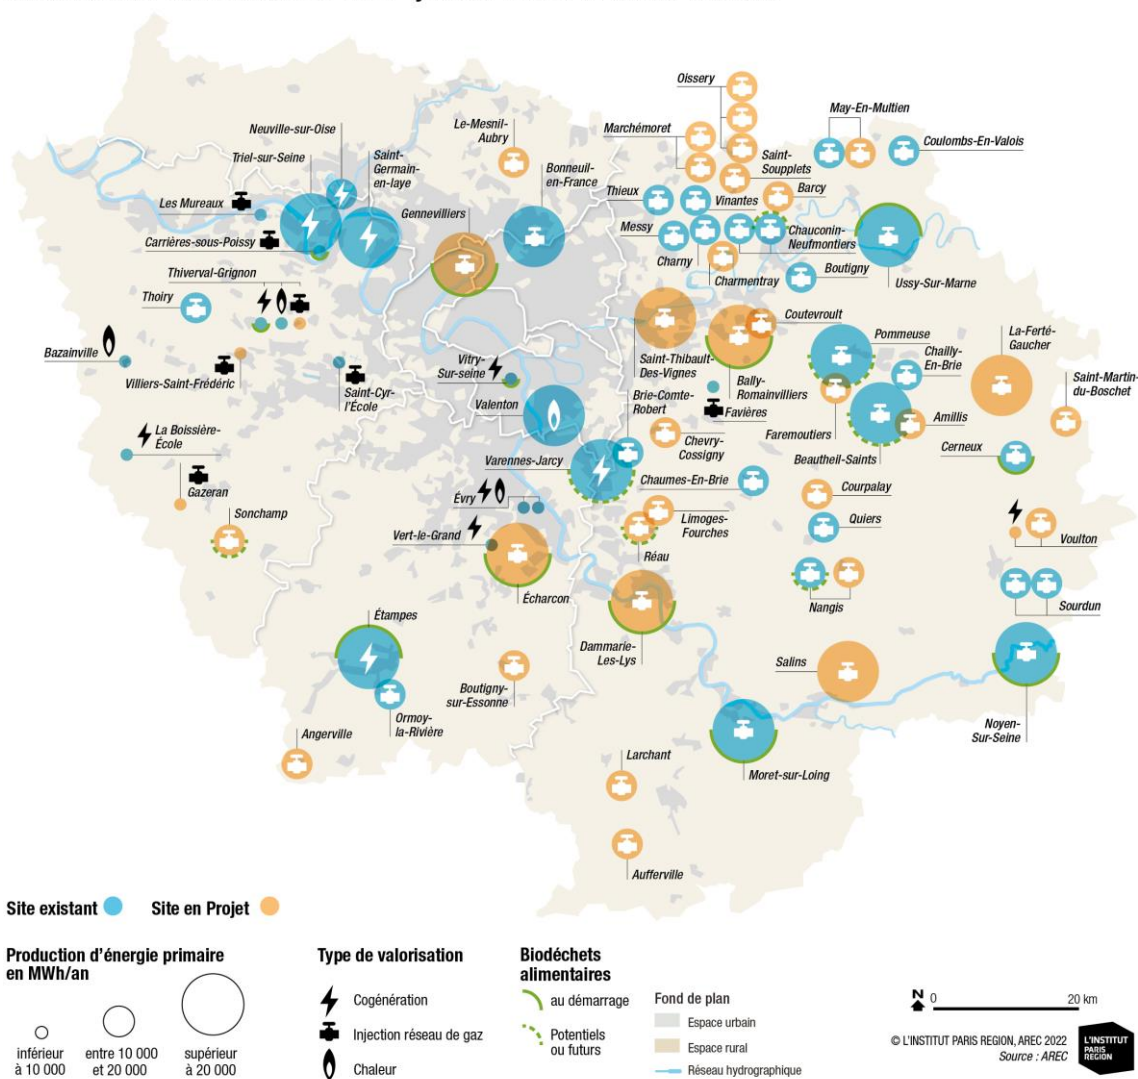 Oissery
May-En-Multien
Neuville-sur-Oise
Le-Mesnil-
Aubry
Marchémoret
Coulombs-En-Valois
Triel-sur-Seine
Saint-
Germain-
en-laye
Bonneuil-
en-France
Saint-
Soupplets
Les Mureaux
Thieux
Barcy
Gennevilliers
Vinantes
Carrières-sous-Poissy
Messy
Chauconin-
Neufmontiers
Thiverval-Grignon
Charny
Boutigny
Charmentray
Ussy-Sur-Marne
Thoiry
Coutevroult
Bazainville
Vitry-
Sur-seine
Saint-Thibault-
Des-Vignes
Pommeuse
La-Ferté-
Gaucher
Villiers-Saint-Frédéric
Saint-Cyr-
l'École
Bally-
Romainvilliers
Chailly-
En-Brie
Saint-Martin-
du-Boschet
Valenton
Brie-Comte-
Robert
Favières
La Boissière-
École
Chevry-
Cossigny
Faremoutiers
Amillis
Varennes-Jarcy
Beautheil-Saints
Cerneux
Gazeran
Chaumes-En-Brie
Courpalay
Évry
Sonchamp
Limoges-
Fourches
Quiers
Vert-le-Grand
Réau
Voulton
Écharcon
Nangis
Sourdun
Étampes
Dammarie-
Les-Lys
Salins
Boutigny-
sur-Essonne
Ormoy-
la-Rivière
Noyen-
Sur-Seine
Angerville
Larchant
Moret-sur-Loing
Aufferville
Site existant
Site en Projet
Production d'énergie primaire
en MWh/an
inférieur
à 10 000
entre 10 000
et 20 000
supérieur
à 20 000
Type de valorisation
Cogénération
Injection réseau de gaz
Chaleur
Biodéchets
alimentaires
au démarrage
Potentiels
ou futurs
Fond de plan
Espace urbain
Espace rural
Réseau hydrographique
N
0
20 km
© L'INSTITUT PARIS REGION, AREC 2022
Source : AREC
L'INSTITUT
PARIS
REGION